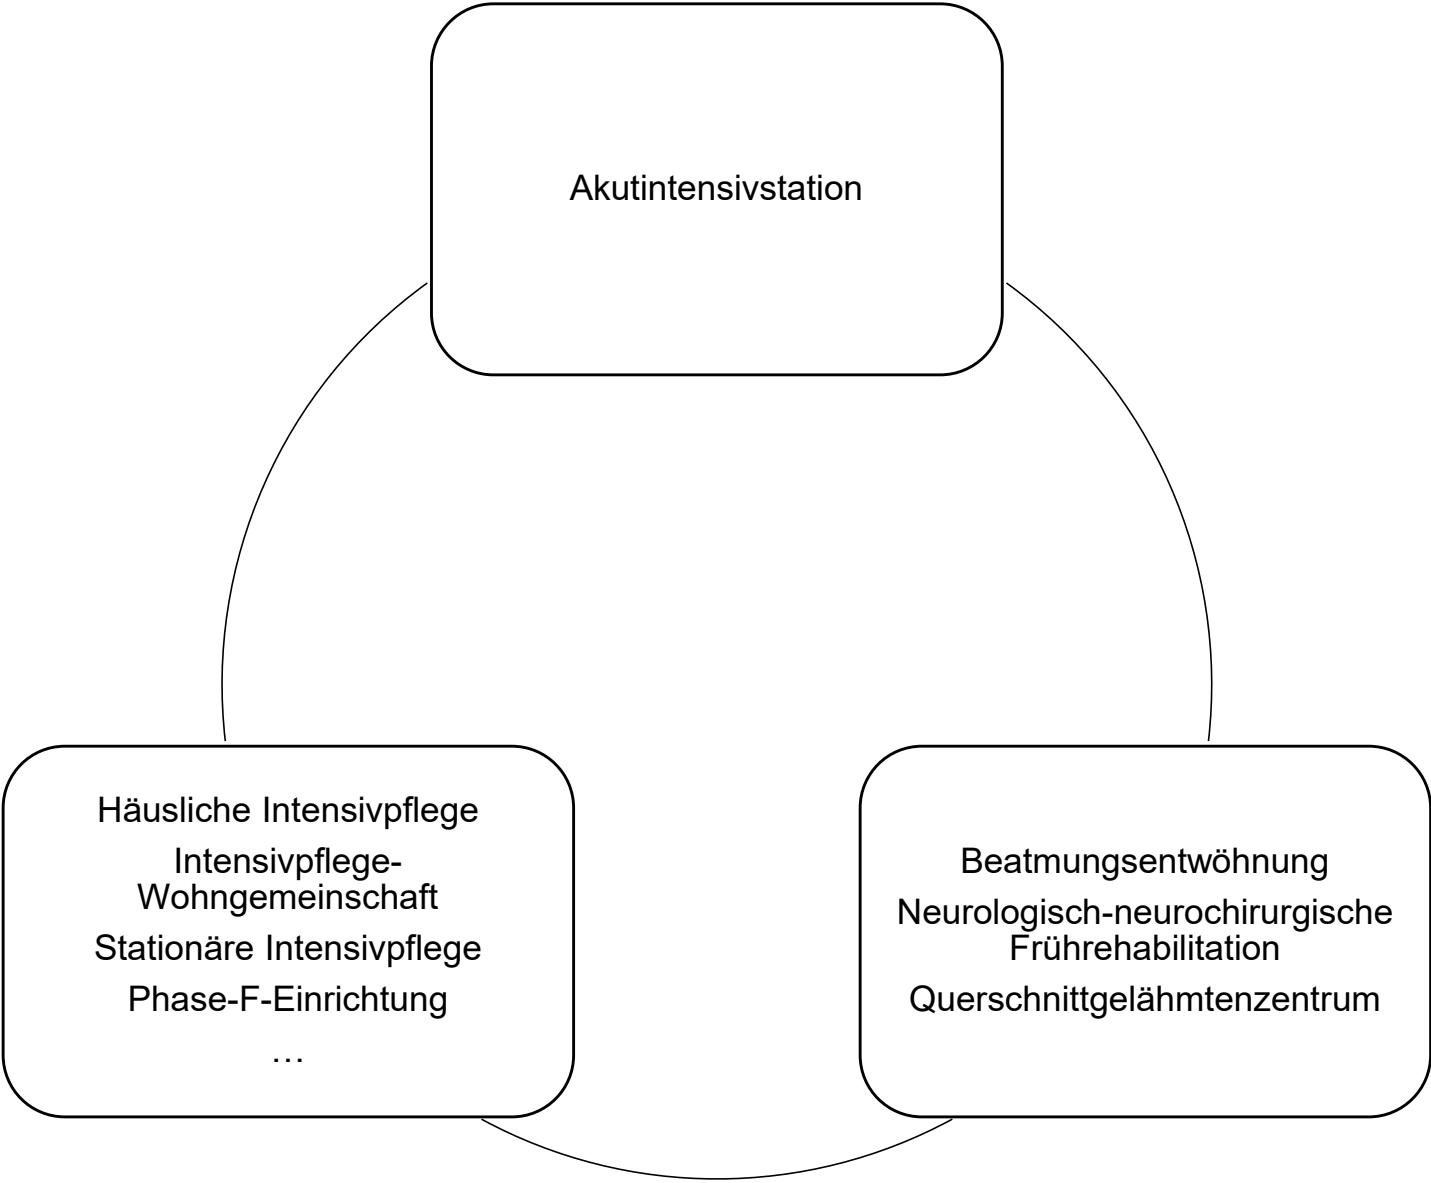 Akutintensivstation
Häusliche Intensivpflege
Intensivpflege-
Wohngemeinschaft
Stationäre Intensivpflege
Phase-F-Einrichtung
…
Beatmungsentwöhnung
Neurologisch-neurochirurgische
Frührehabilitation
Querschnittgelähmtenzentrum